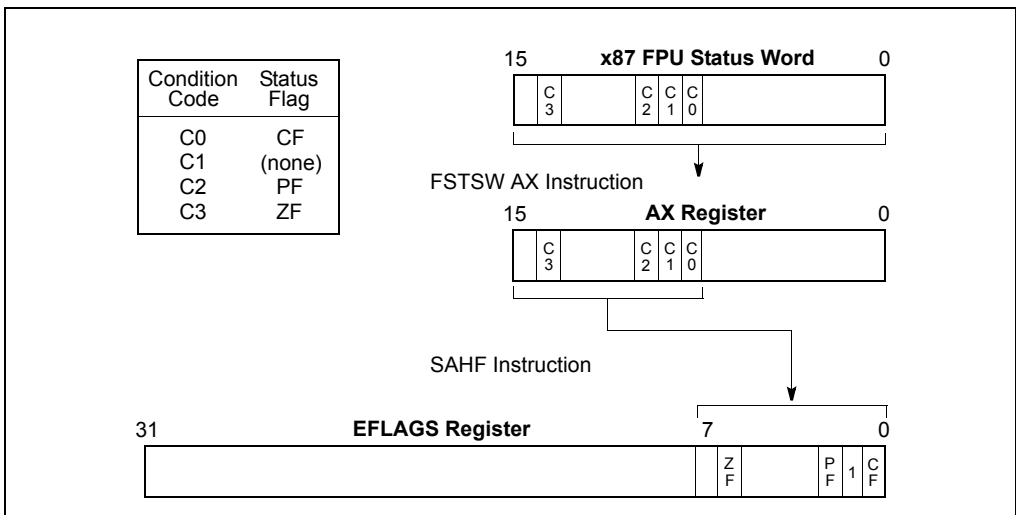 Condition Code Status Flag
C0 CF
C1 (none)
C2 PF
C3 ZF
15 x87 FPU Status Word 0
C3 C2 C1 C0
FSTSW AX Instruction
15 AX Register 0
C3 C2 C1 C0
SAHF Instruction
31 EFLAGS Register 7 0
ZF PF 1 CF